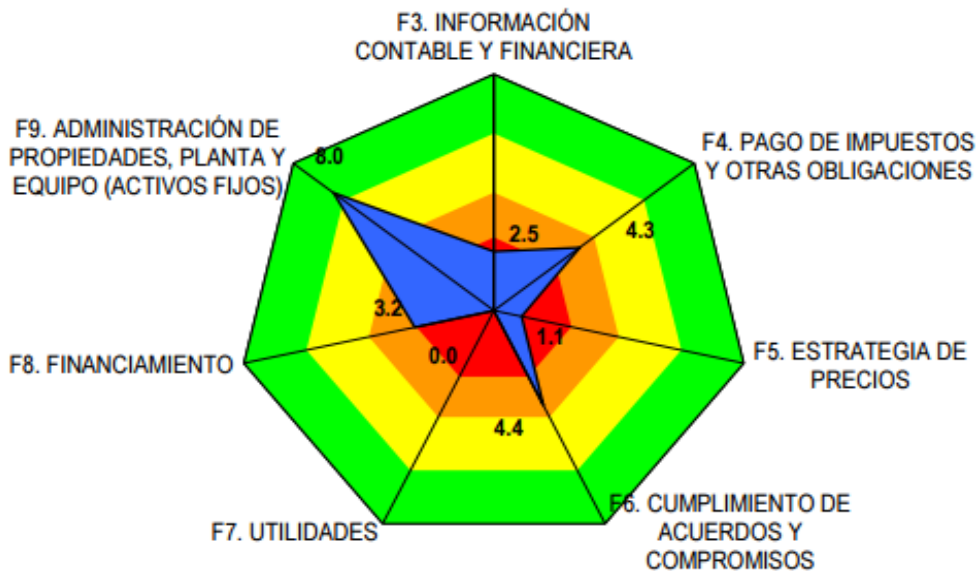 F3. INFORMACIÓN
CONTABLE Y FINANCIERA
F9. ADMINISTRACIÓN DE
PROPIEDADES, PLANTA Y
EQUIPO (ACTIVOS FIJOS)
8.0
F4. PAGO DE IMPUESTOS
Y OTRAS OBLIGACIONES
2.5
4.3
3.2
F8. FINANCIAMIENTO
0.0
1.1
F5. ESTRATEGIA DE
PRECIOS
4.4
F7. UTILIDADES
F6. CUMPLIMIENTO DE
ACUERDOS Y
COMPROMISOS